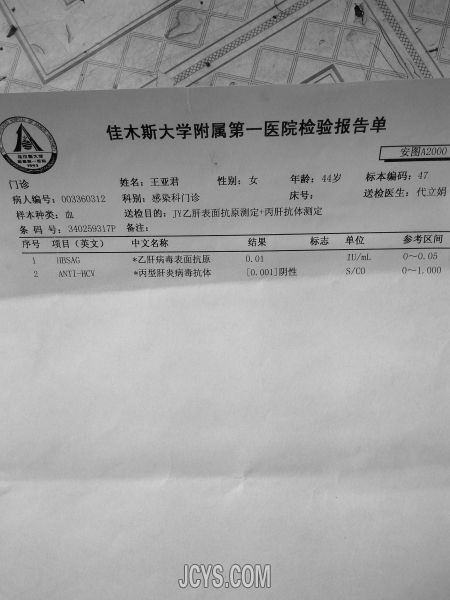 佳木斯大学附属第一医院检验报告单
安图A2000
门诊 姓名：王亚君 性别：女 年龄：44岁 标本编码：47
病人编号：003360312 科别：感染科门诊 床号： 送检医生：代立娟
样本种类：血 送检目的：JY乙肝表面抗原测定+丙肝抗体测定
条 码 号：340259317P 备注：
序号 项目（英文） 中文名称 结果 标志 单位 参考区间
1 HBSAG *乙肝病毒表面抗原 0.01 IU/mL 0～0.05
2 ANTI-HCV *丙型肝炎病毒抗体 [0.001]阴性 S/CO 0～1.000
JCYS.COM